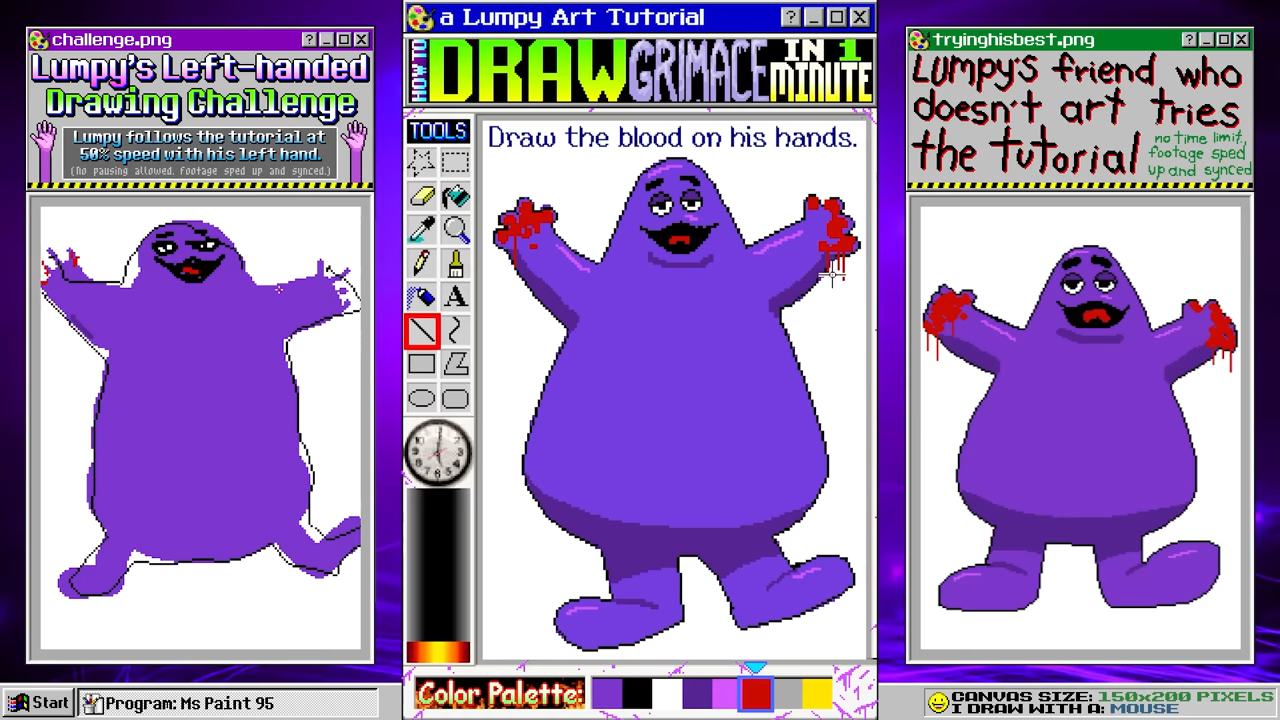 challenge.png
Lumpy's Left-handed
Drawing Challenge
Lumpy follows the tutorial at
50% speed with his left hand.
(No pausing allowed. footage sped up and synced.)
a Lumpy Art Tutorial
HOW TO DRAW GRIMACE IN 1 MINUTE
TOOLS
Draw the blood on his hands.
A
Color Palette:
tryinghisbest.png
Lumpy's friend who
doesn't art tries
the tutorial
no time limit,
footage sped
up and synced
Start
Program: Ms Paint 95
CANVAS SIZE: 150x200 PIXELS
I DRAW WITH A: MOUSE